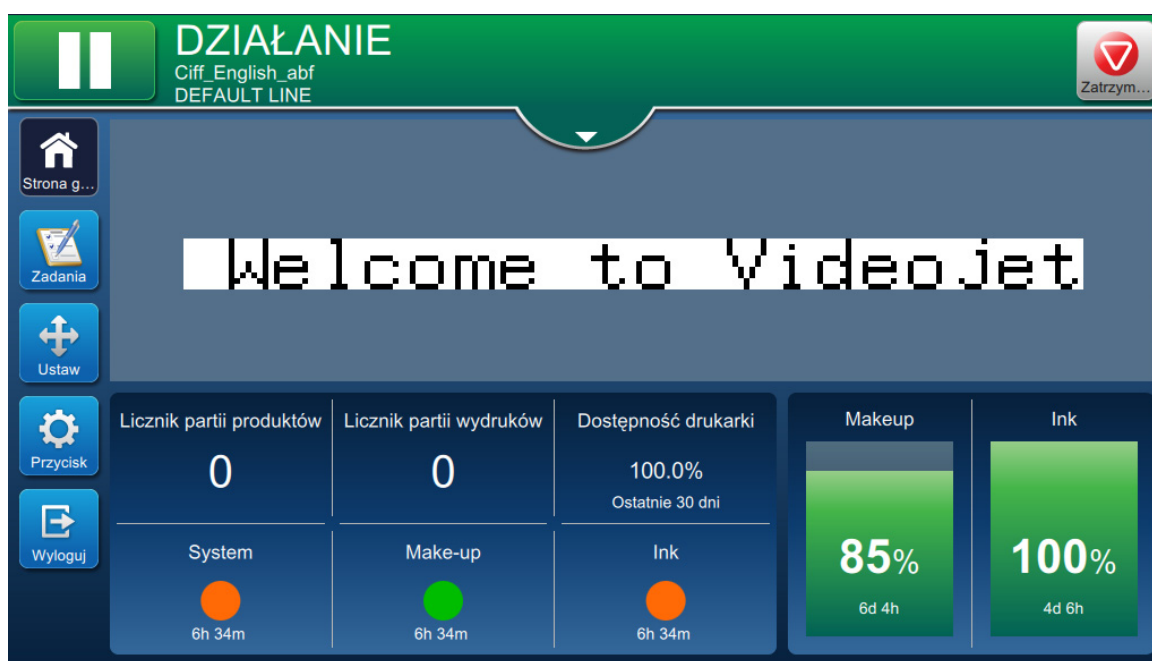 DZIAŁANIE
Ciff_English_abf
DEFAULT LINE
Zatrzym...
Strona g...
Zadania
Ustaw
Przycisk
Wyloguj
Welcome to Videojet
Licznik partii produktów
0
Licznik partii wydruków
0
Dostępność drukarki
100.0%
Ostatnie 30 dni
System
6h 34m
Make-up
6h 34m
Ink
6h 34m
Makeup
85%
6d 4h
Ink
100%
4d 6h